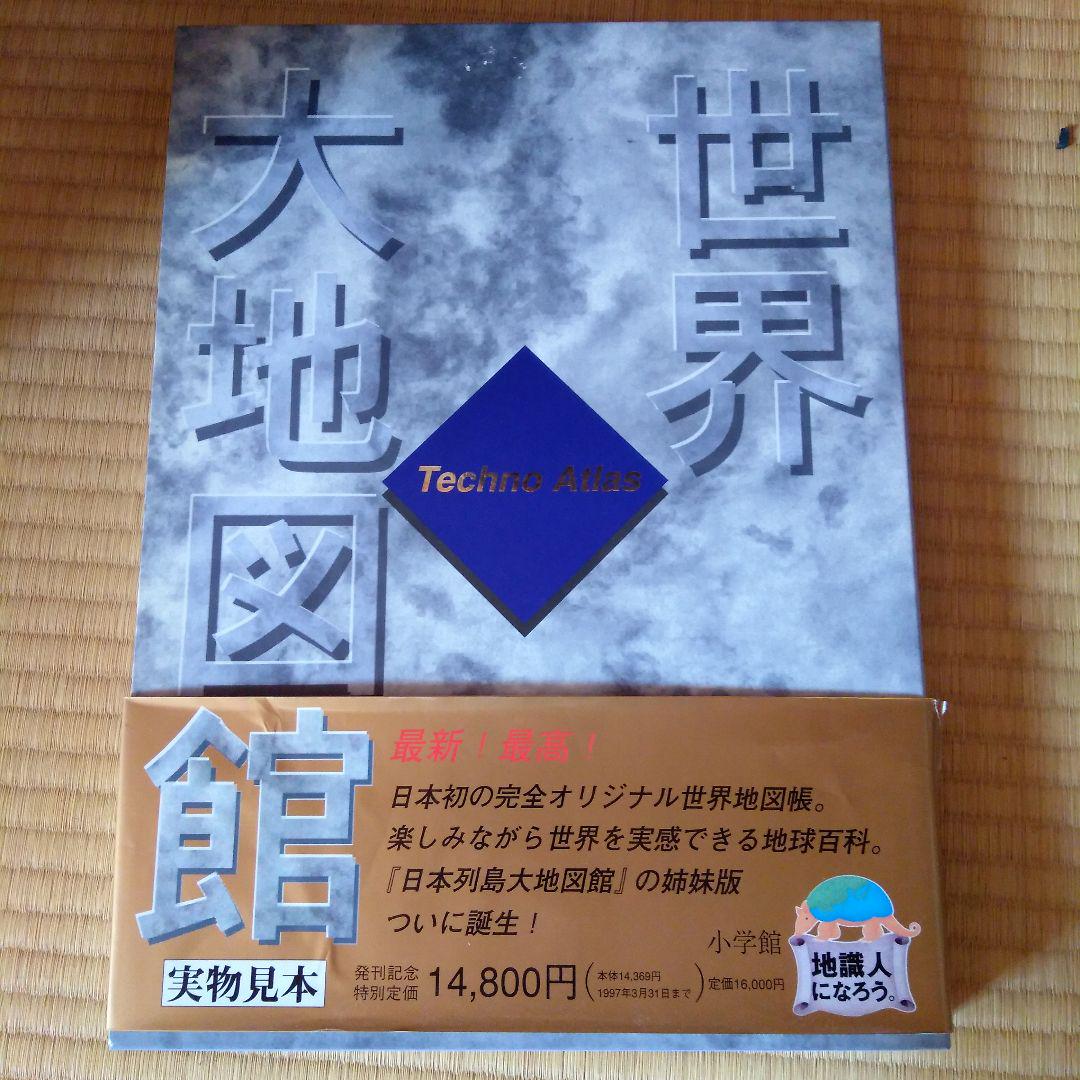 世界
大地図館
Techno Atlas
最新！最高！
日本初の完全オリジナル世界地図帳。
楽しみながら世界を実感できる地球百科。
『日本列島大地図館』の姉妹版
ついに誕生！
小学館
地識人
になろう。
実物見本
発刊記念
特別定価
14,800円
(本体14,369円
1997年3月31日まで)
定価16,000円